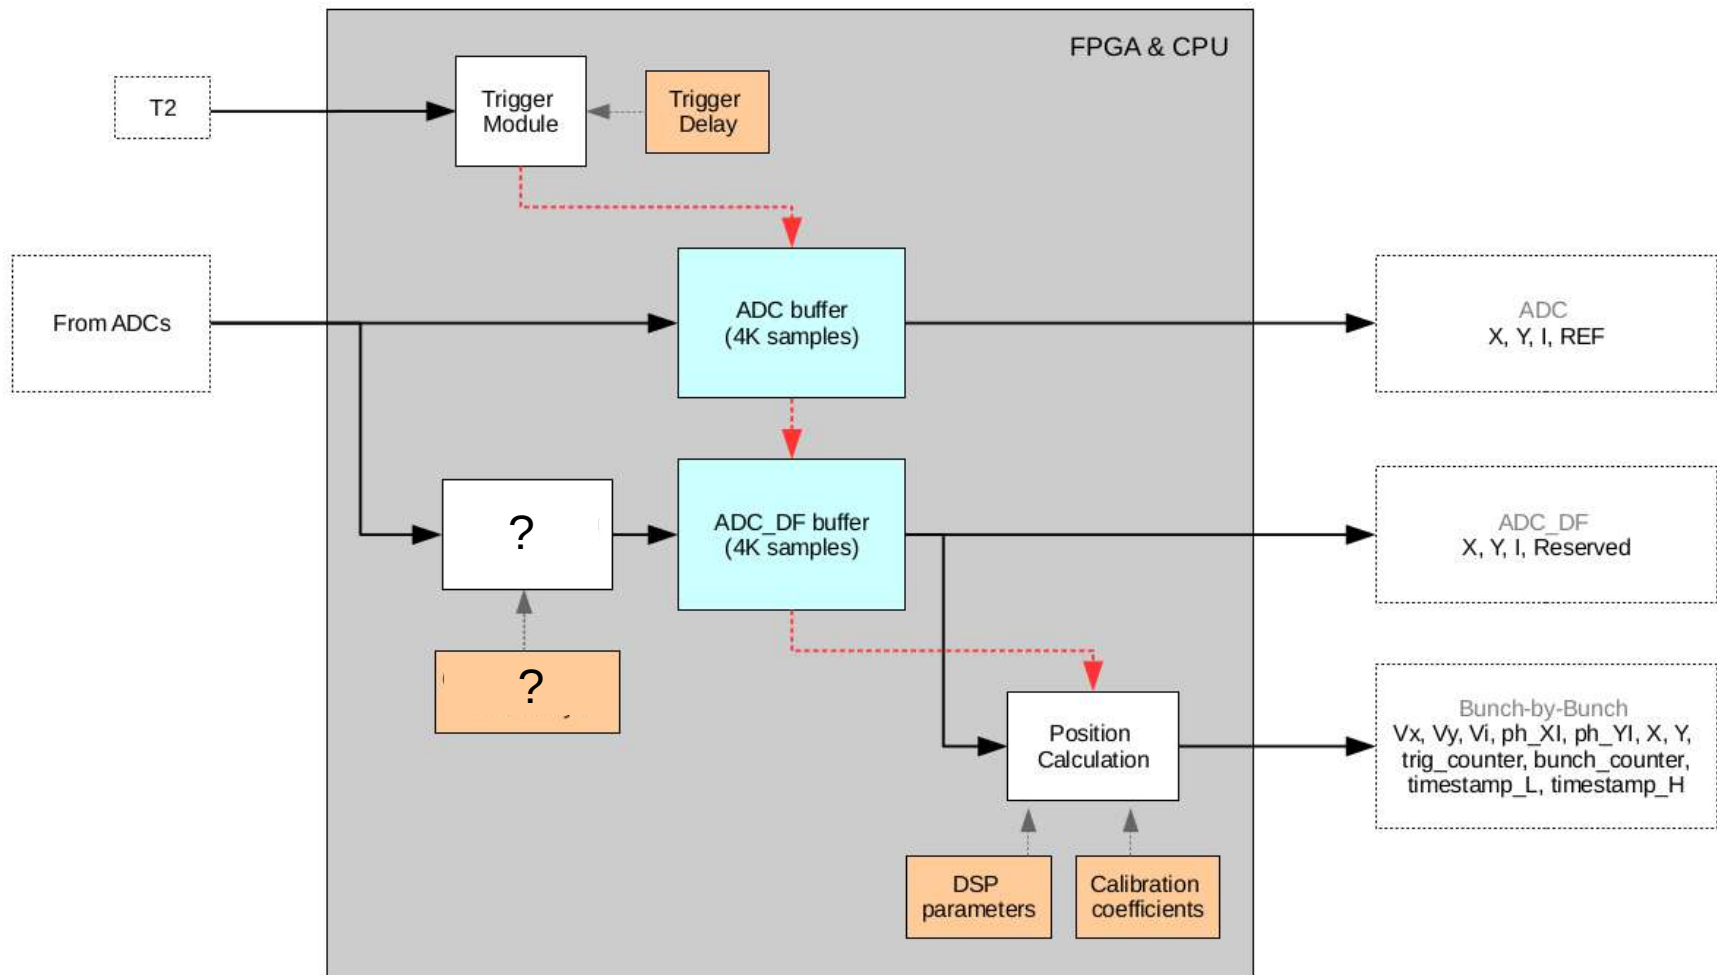 FPGA & CPU
T2
Trigger
Module
Trigger
Delay
From ADCs
ADC buffer
(4K samples)
ADC
X, Y, I, REF
?
ADC_DF buffer
(4K samples)
ADC_DF
X, Y, I, Reserved
?
Position
Calculation
Bunch-by-Bunch
Vx, Vy, Vi, ph_XI, ph_YI, X, Y,
trig_counter, bunch_counter,
timestamp_L, timestamp_H
DSP
parameters
Calibration
coefficients